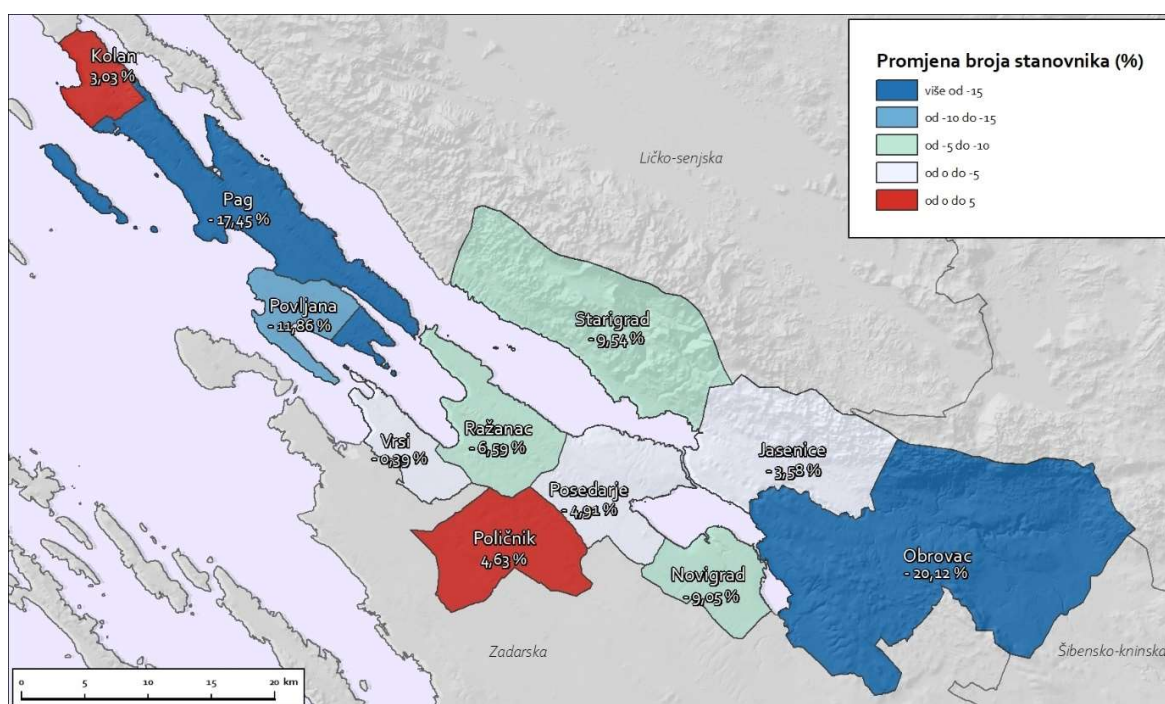 Promjena broja stanovnika (%)
više od -15
od -10 do -15
od -5 do -10
od 0 do -5
od 0 do 5
Kolan
3,03 %
Ličko-senjska
Pag
- 17,45 %
Povljana
- 11,86 %
Starigrad
- 9,54 %
Ražanac
- 6,59 %
Vrsi
- 0,39 %
Jasenice
- 3,58 %
Posedarje
- 4,91 %
Poličnik
4,63 %
Obrovac
- 20,12 %
Novigrad
- 9,05 %
Zadarska
Šibensko-kninska
0 5 10 15 20 km